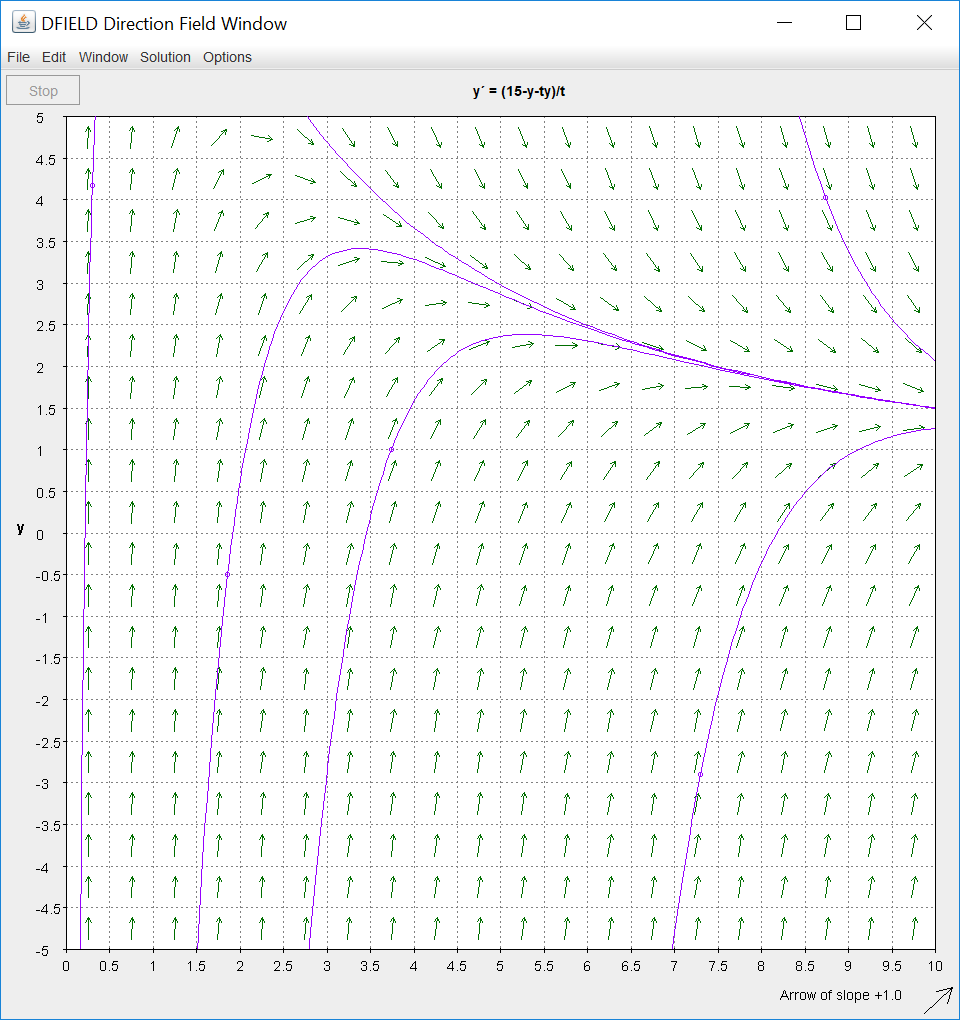 DFIELD Direction Field Window
File Edit Window Solution Options
Stop
y´ = (15-y-ty)/t
5
4.5
4
3.5
3
2.5
2
1.5
1
0.5
y
0
-0.5
-1
-1.5
-2
-2.5
-3
-3.5
-4
-4.5
-5
0 0.5 1 1.5 2 2.5 3 3.5 4 4.5 5 5.5 6 6.5 7 7.5 8 8.5 9 9.5 10
t
Arrow of slope +1.0